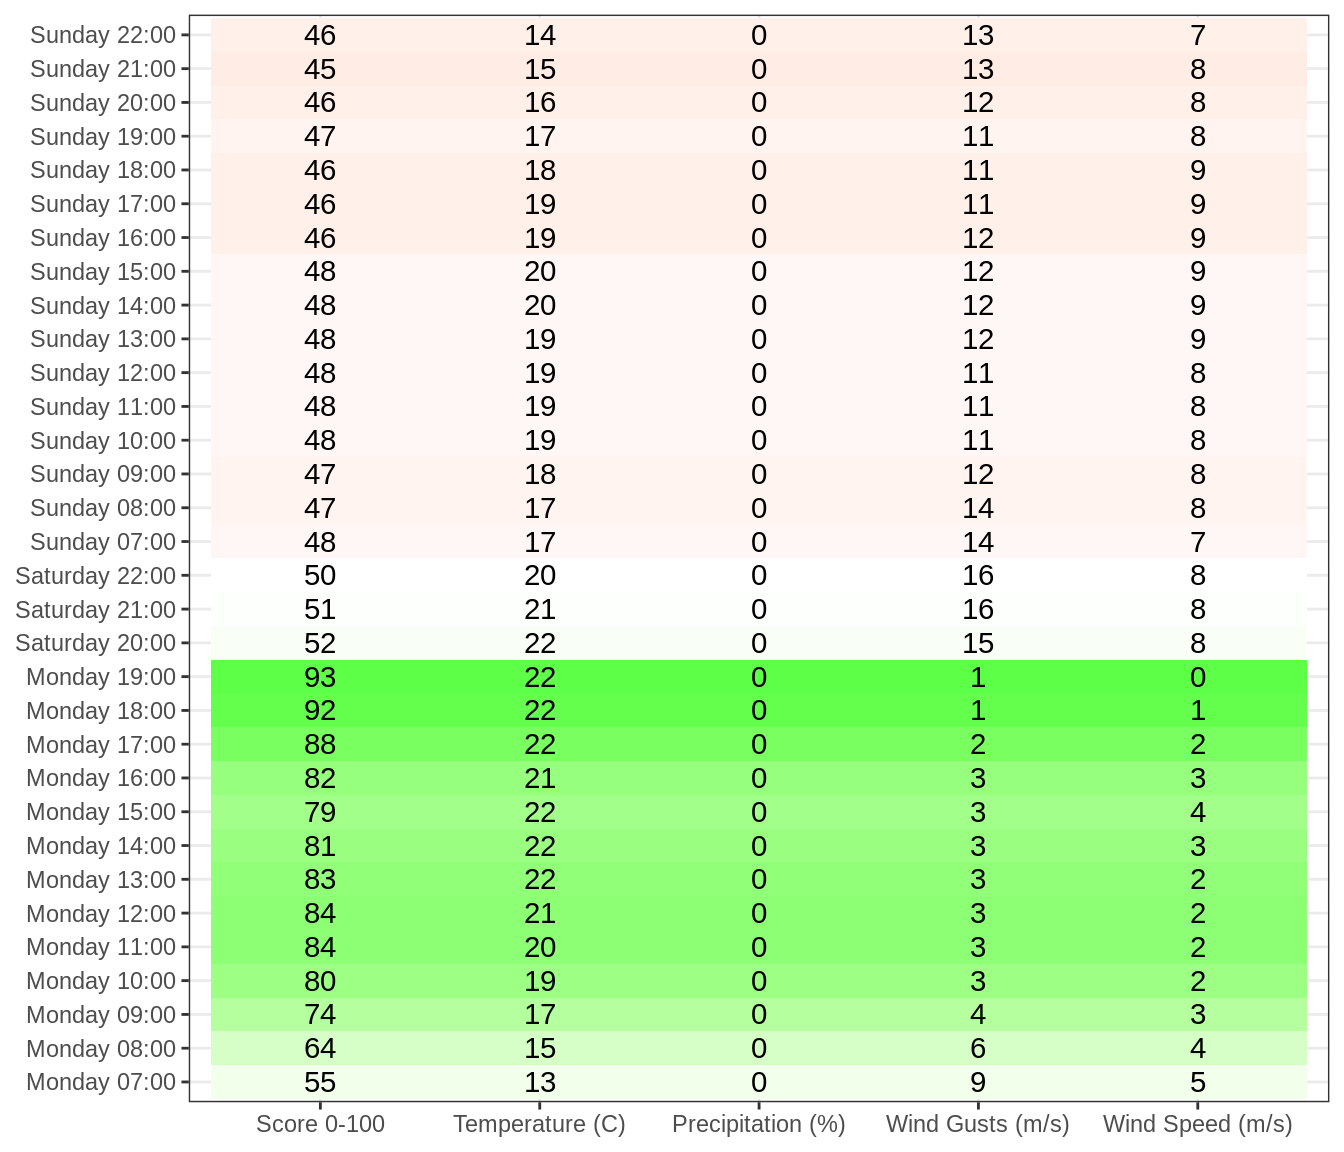 Sunday 22:00 46 14 0 13 7
Sunday 21:00 45 15 0 13 8
Sunday 20:00 46 16 0 12 8
Sunday 19:00 47 17 0 11 8
Sunday 18:00 46 18 0 11 9
Sunday 17:00 46 19 0 11 9
Sunday 16:00 46 19 0 12 9
Sunday 15:00 48 20 0 12 9
Sunday 14:00 48 20 0 12 9
Sunday 13:00 48 19 0 12 9
Sunday 12:00 48 19 0 11 8
Sunday 11:00 48 19 0 11 8
Sunday 10:00 48 19 0 11 8
Sunday 09:00 47 18 0 12 8
Sunday 08:00 47 17 0 14 8
Sunday 07:00 48 17 0 14 7
Saturday 22:00 50 20 0 16 8
Saturday 21:00 51 21 0 16 8
Saturday 20:00 52 22 0 15 8
Monday 19:00 93 22 0 1 0
Monday 18:00 92 22 0 1 1
Monday 17:00 88 22 0 2 2
Monday 16:00 82 21 0 3 3
Monday 15:00 79 22 0 3 4
Monday 14:00 81 22 0 3 3
Monday 13:00 83 22 0 3 2
Monday 12:00 84 21 0 3 2
Monday 11:00 84 20 0 3 2
Monday 10:00 80 19 0 3 2
Monday 09:00 74 17 0 4 3
Monday 08:00 64 15 0 6 4
Monday 07:00 55 13 0 9 5
Score 0-100 Temperature (C) Precipitation (%) Wind Gusts (m/s) Wind Speed (m/s)